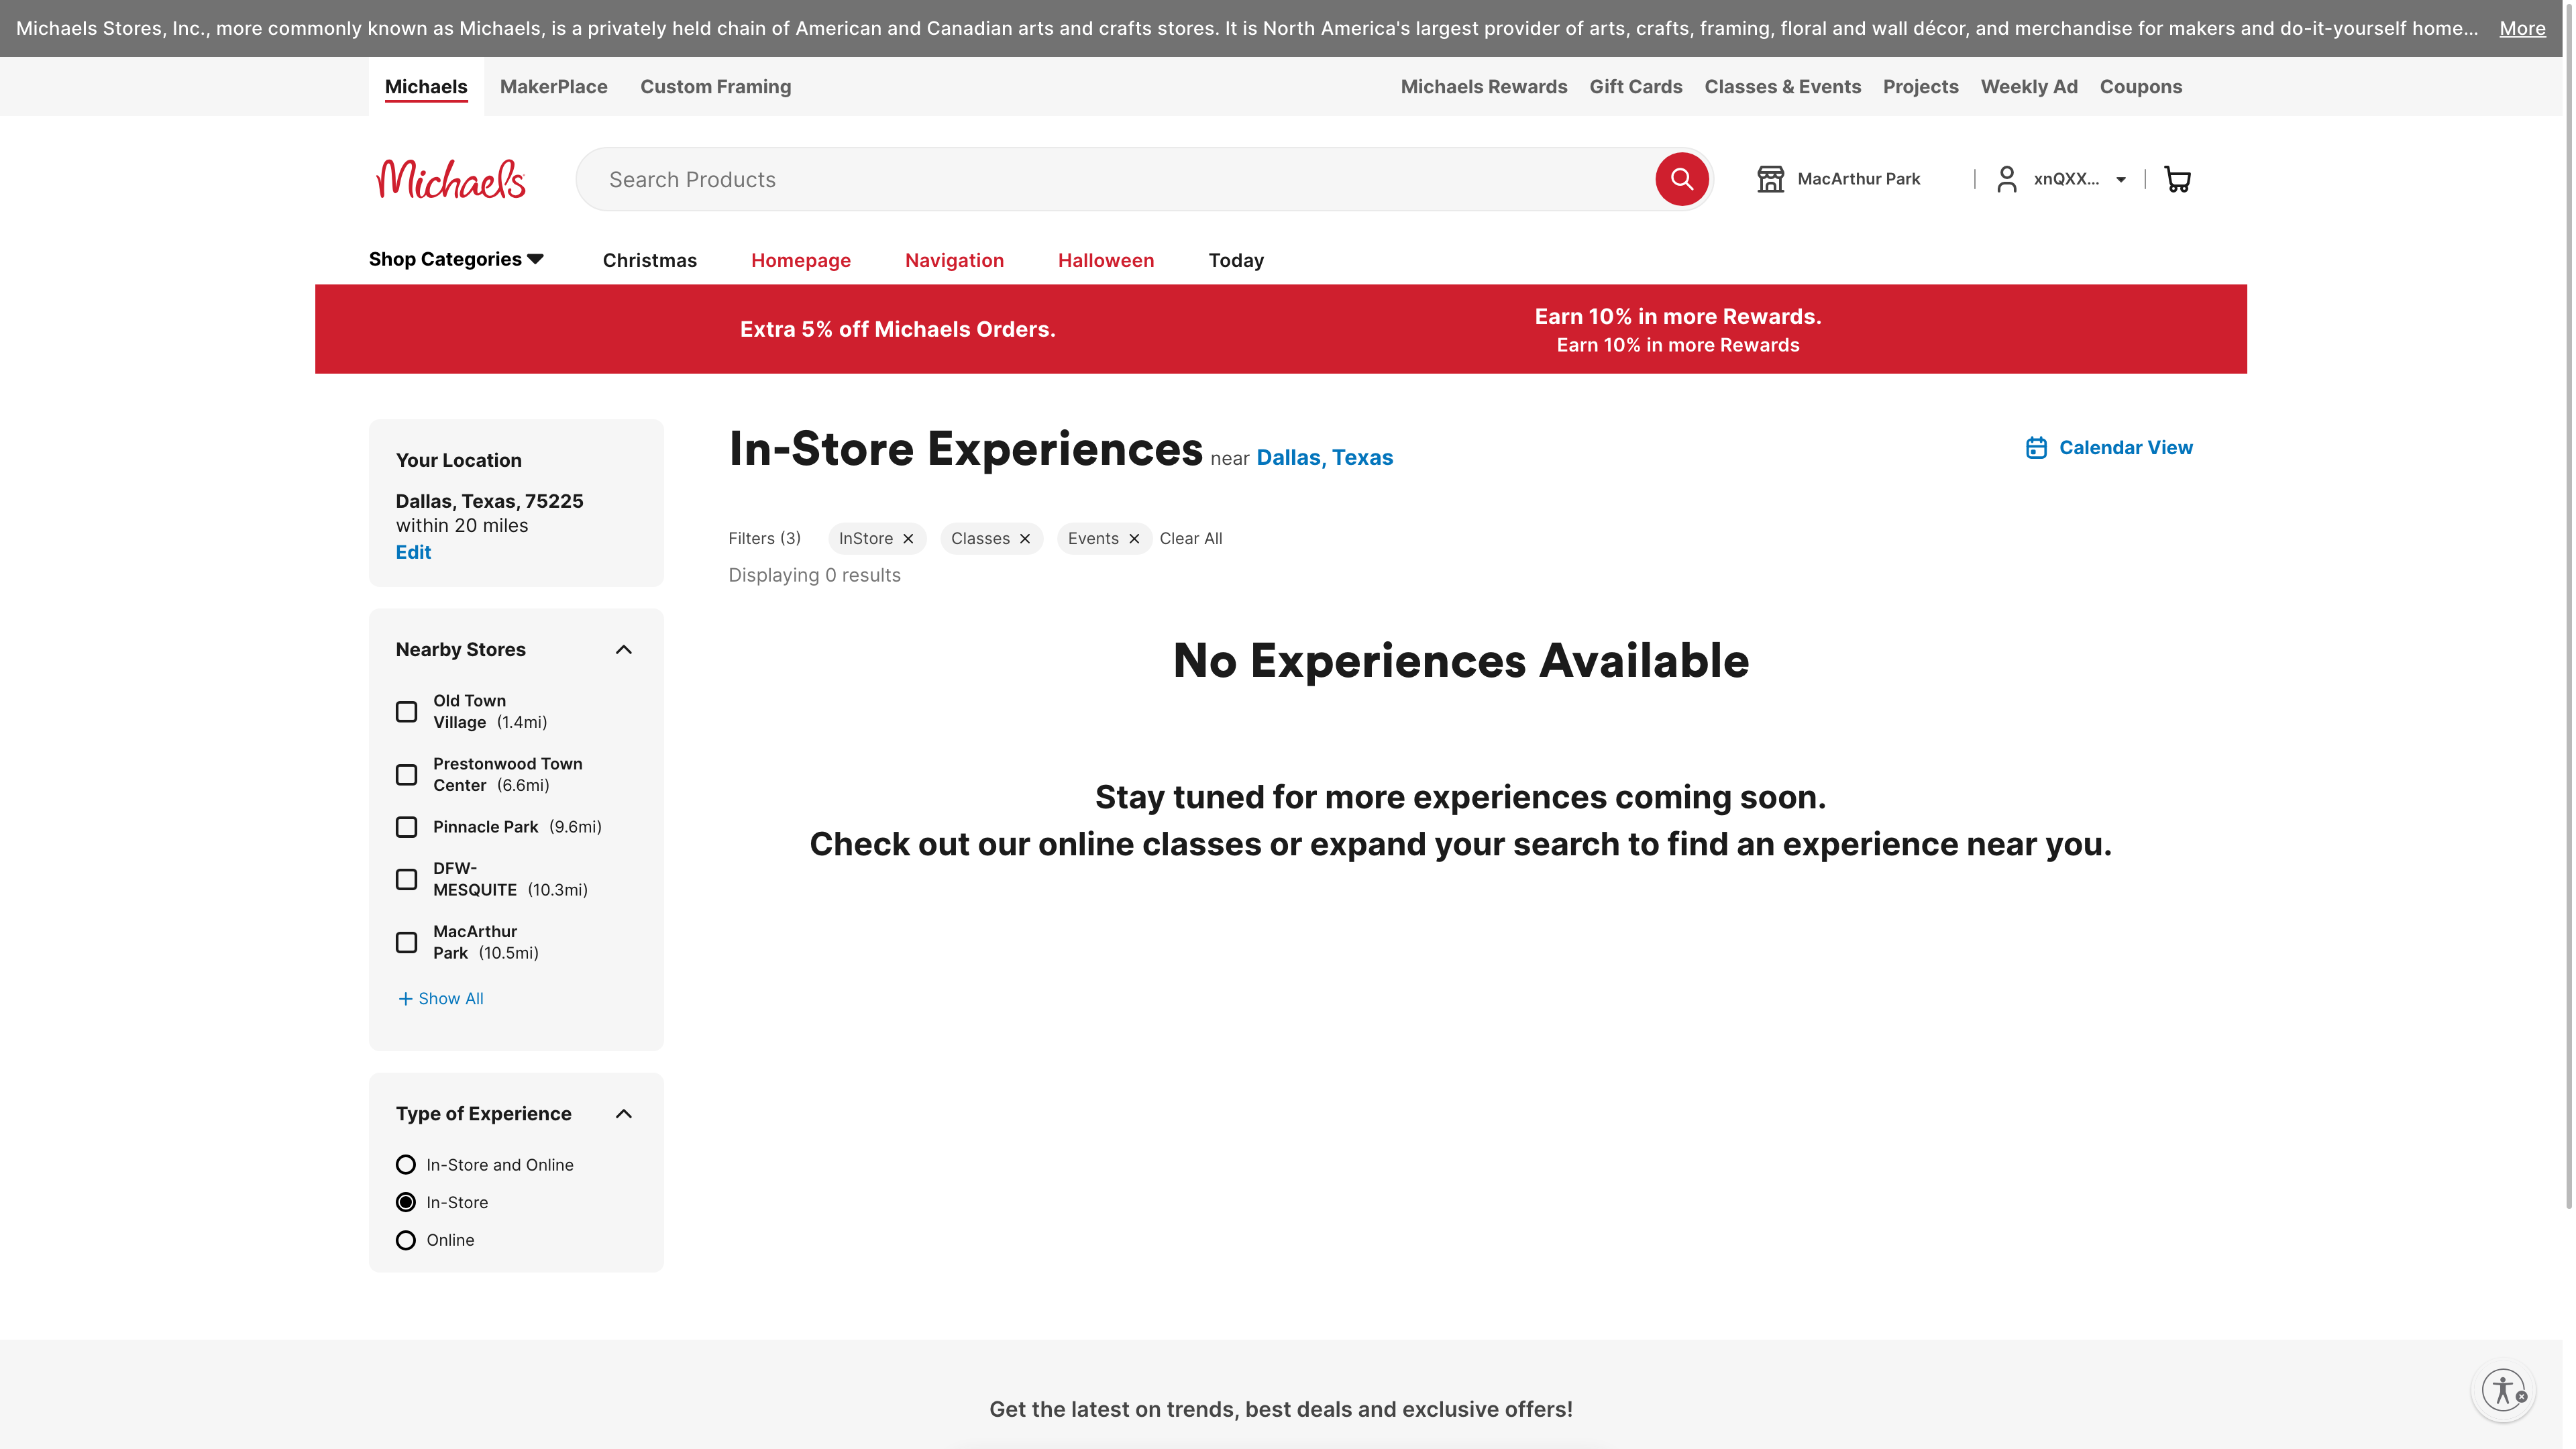 Michaels Stores, Inc., more commonly known as Michaels, is a privately held chain of American and Canadian arts and crafts stores. It is North America's largest provider of arts, crafts, framing, floral and wall décor, and merchandise for makers and do-it-yourself home... More
Michaels MakerPlace Custom Framing Michaels Rewards Gift Cards Classes & Events Projects Weekly Ad Coupons
Michaels Search Products MacArthur Park xnQXX...
Shop Categories Christmas Homepage Navigation Halloween Today
Extra 5% off Michaels Orders.
Earn 10% in more Rewards.
Earn 10% in more Rewards
Your Location
Dallas, Texas, 75225
within 20 miles
Edit
Nearby Stores
Old Town
Village (1.4mi)
Prestonwood Town
Center (6.6mi)
Pinnacle Park (9.6mi)
DFW-
MESQUITE (10.3mi)
MacArthur
Park (10.5mi)
+ Show All
Type of Experience
In-Store and Online
In-Store
Online
In-Store Experiences near Dallas, Texas
Calendar View
Filters (3) InStore Classes Events Clear All
Displaying 0 results
No Experiences Available
Stay tuned for more experiences coming soon.
Check out our online classes or expand your search to find an experience near you.
Get the latest on trends, best deals and exclusive offers!